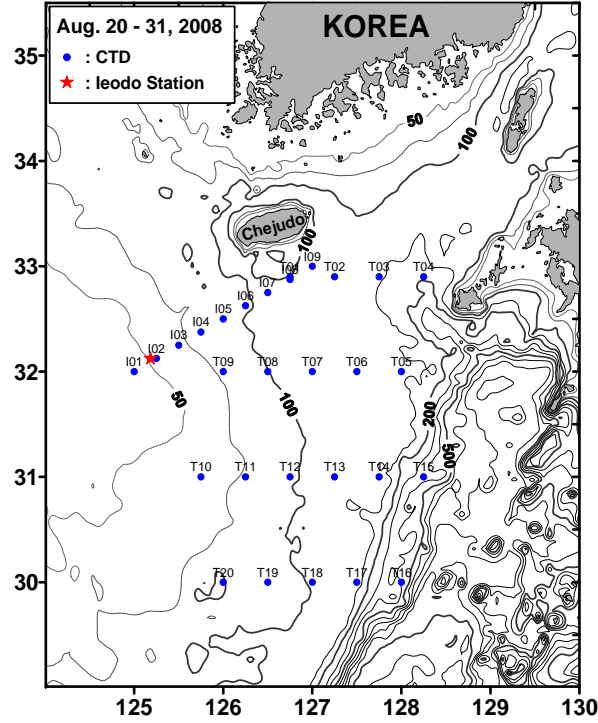 KOREA
Aug. 20 - 31, 2008
: CTD
: Ieodo Station
35
50
100
34
Chejudo
100
33
I09
T01
I08
T02
T03
T04
I07
I06
I05
I04
I03
I02
I01
T09
T08
T07
T06
T05
32
50
100
200
500
T10
T11
T12
T13
T14
T15
31
T20
T19
T18
T17
T16
30
125
126
127
128
129
130